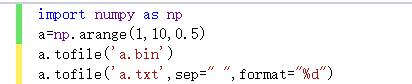 import numpy as np
a=np.arange(1,10,0.5)
a.tofile('a.bin')
a.tofile('a.txt',sep=" ",format="%d")